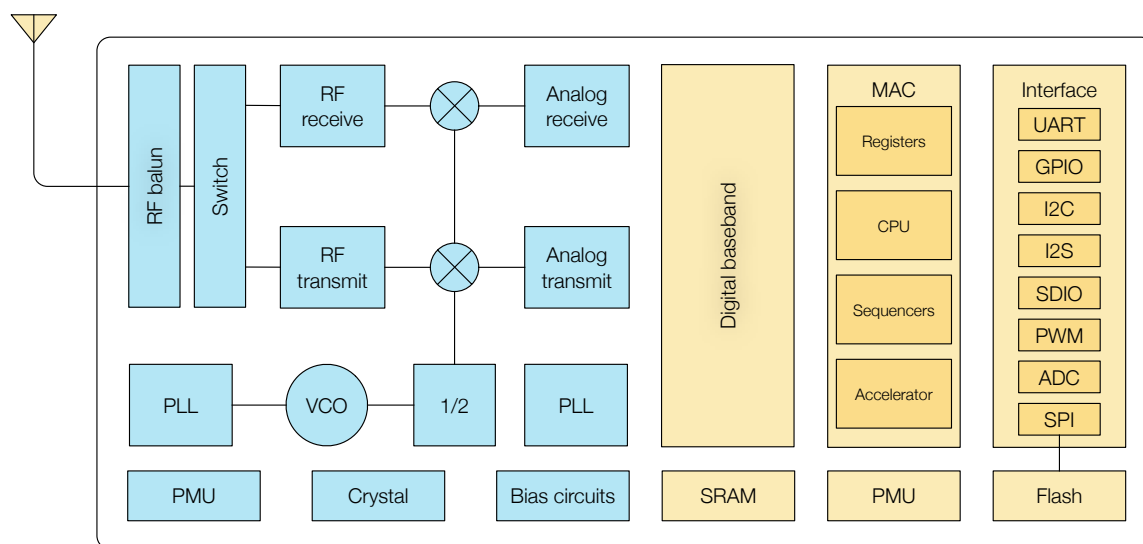 RF balun
Switch
RF
receive
Analog
receive
RF
transmit
Analog
transmit
PLL
VCO
1/2
PLL
PMU
Crystal
Bias circuits
Digital baseband
SRAM
MAC
Registers
CPU
Sequencers
Accelerator
PMU
Interface
UART
GPIO
I2C
I2S
SDIO
PWM
ADC
SPI
Flash